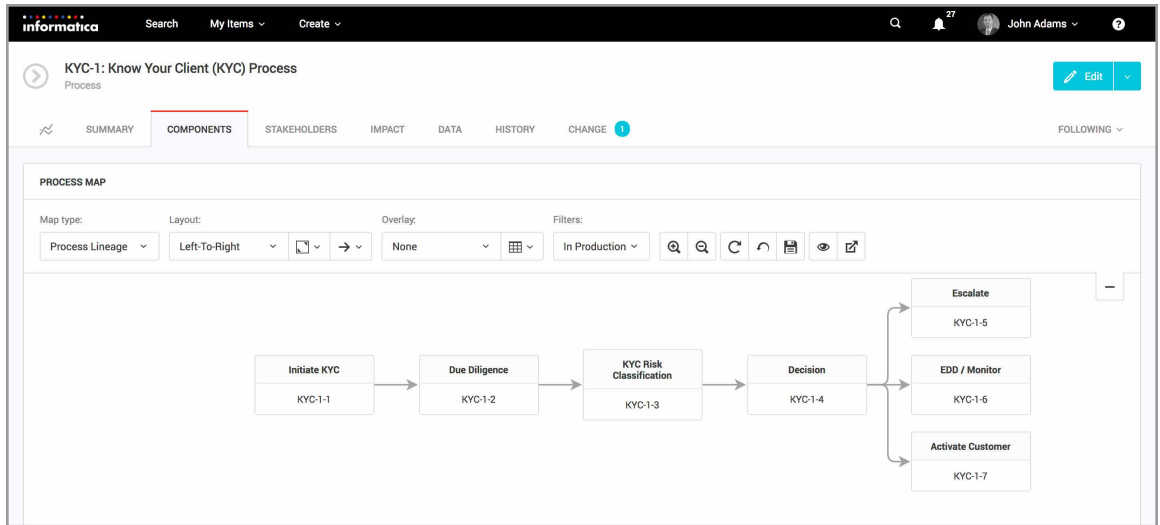 informatica
Search
My Items
Create
27
John Adams
?
KYC-1: Know Your Client (KYC) Process
Process
Edit
SUMMARY
COMPONENTS
STAKEHOLDERS
IMPACT
DATA
HISTORY
CHANGE 1
FOLLOWING
PROCESS MAP
Map type:
Layout:
Overlay:
Filters:
Process Lineage
Left-To-Right
None
In Production
Initiate KYC
KYC-1-1
Due Diligence
KYC-1-2
KYC Risk
Classification
KYC-1-3
Decision
KYC-1-4
Escalate
KYC-1-5
EDD / Monitor
KYC-1-6
Activate Customer
KYC-1-7